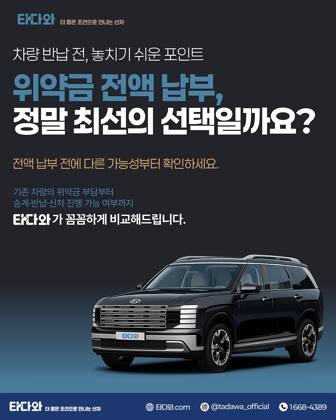 타다와 더 좋은 조건으로 만나는 신차
차량 반납 전, 놓치기 쉬운 포인트
위약금 전액 납부,
정말 최선의 선택일까요?
전액 납부 전에 다른 가능성부터 확인하세요.
기존 차량의 위약금 부담부터
승계·반납·신차 진행 가능 여부까지
타다와가 꼼꼼하게 비교해드립니다.
타다와
타다와 더 좋은 조건으로 만나는 신차
타다와.com @tadawa_official 1668-4389